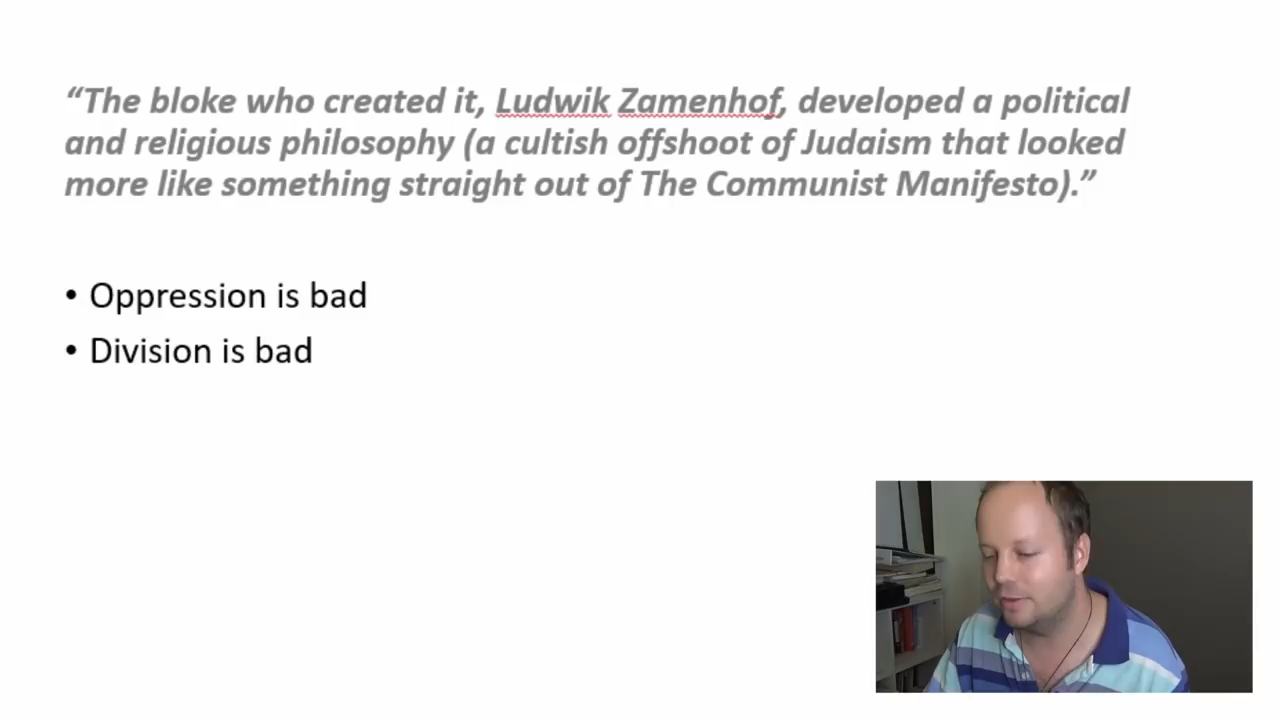 “The bloke who created it, Ludwik Zamenhof, developed a political
and religious philosophy (a cultish offshoot of Judaism that looked
more like something straight out of The Communist Manifesto).”
• Oppression is bad
• Division is bad